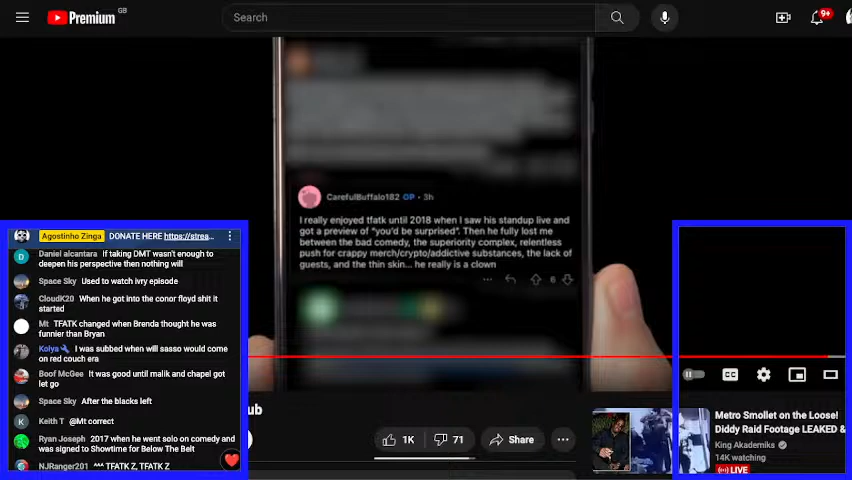 Premium GB
Search
9+
CarefulBuffalo182 GP • 3h
I really enjoyed tfatk until 2018 when I saw his standup live and
got a preview of "you'd be surprised". Then he fully lost me
between the bad comedy, the superiority complex, relentless
push for crappy merch/crypto/addictive substances, the lack of
guests, and the thin skin... he really is a clown
6
Agostinho Zinga DONATE HERE https://strea...
Daniel alcantara If taking DMT wasn't enough to
deepen his perspective then nothing will
Space Sky Used to watch ivry episode
CloudK20 When he got into the conor floyd shit it
started
Mt TFATK changed when Brenda thought he was
funnier than Bryan
Kolya I was subbed when will sasso would come
on red couch era
Boof McGee It was good until malik and chapel got
let go
Space Sky After the blacks left
Keith T @Mt correct
Ryan Joseph 2017 when he went solo on comedy and
was signed to Showtime for Below The Belt
NJRanger201 ^^^ TFATK Z, TFATK Z
ub
1K
71
Share
CC
Metro Smollet on the Loose!
Diddy Raid Footage LEAKED &
King Akademiks
14K watching
LIVE